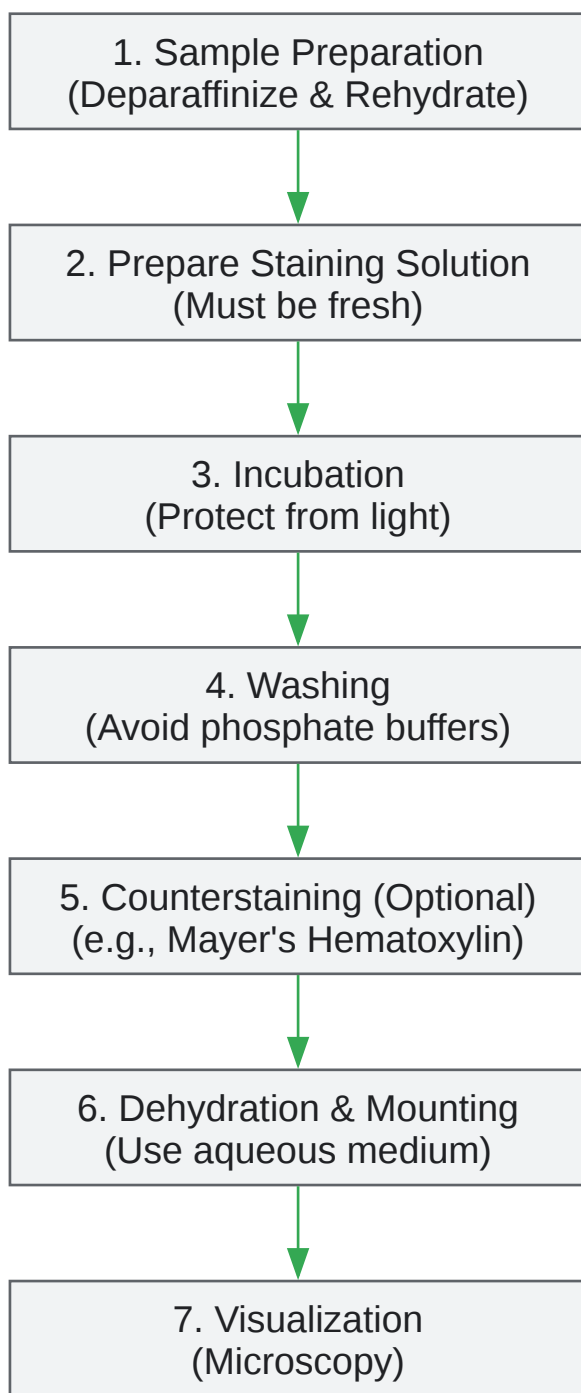 1. Sample Preparation
(Deparaffinize & Rehydrate)
2. Prepare Staining Solution
(Must be fresh)
3. Incubation
(Protect from light)
4. Washing
(Avoid phosphate buffers)
5. Counterstaining (Optional)
(e.g., Mayer's Hematoxylin)
6. Dehydration & Mounting
(Use aqueous medium)
7. Visualization
(Microscopy)